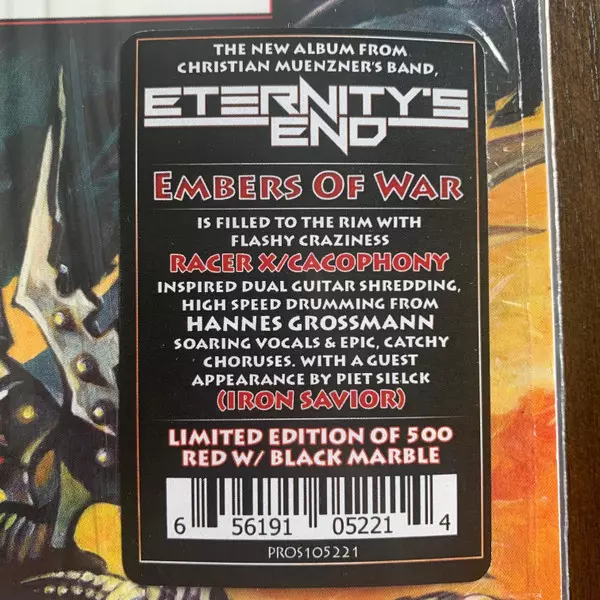 THE NEW ALBUM FROM
CHRISTIAN MUENZNER'S BAND,
ETERNITY'S
END
EMBERS OF WAR
IS FILLED TO THE RIM WITH
FLASHY CRAZINESS
RACER X/CACOPHONY
INSPIRED DUAL GUITAR SHREDDING,
HIGH SPEED DRUMMING FROM
HANNES GROSSMANN
SOARING VOCALS & EPIC, CATCHY
CHORUSES. WITH A GUEST
APPEARANCE BY PIET SIELCK
(IRON SAVIOR)
LIMITED EDITION OF 500
RED W/ BLACK MARBLE
6 56191 05221 4
PROS105221